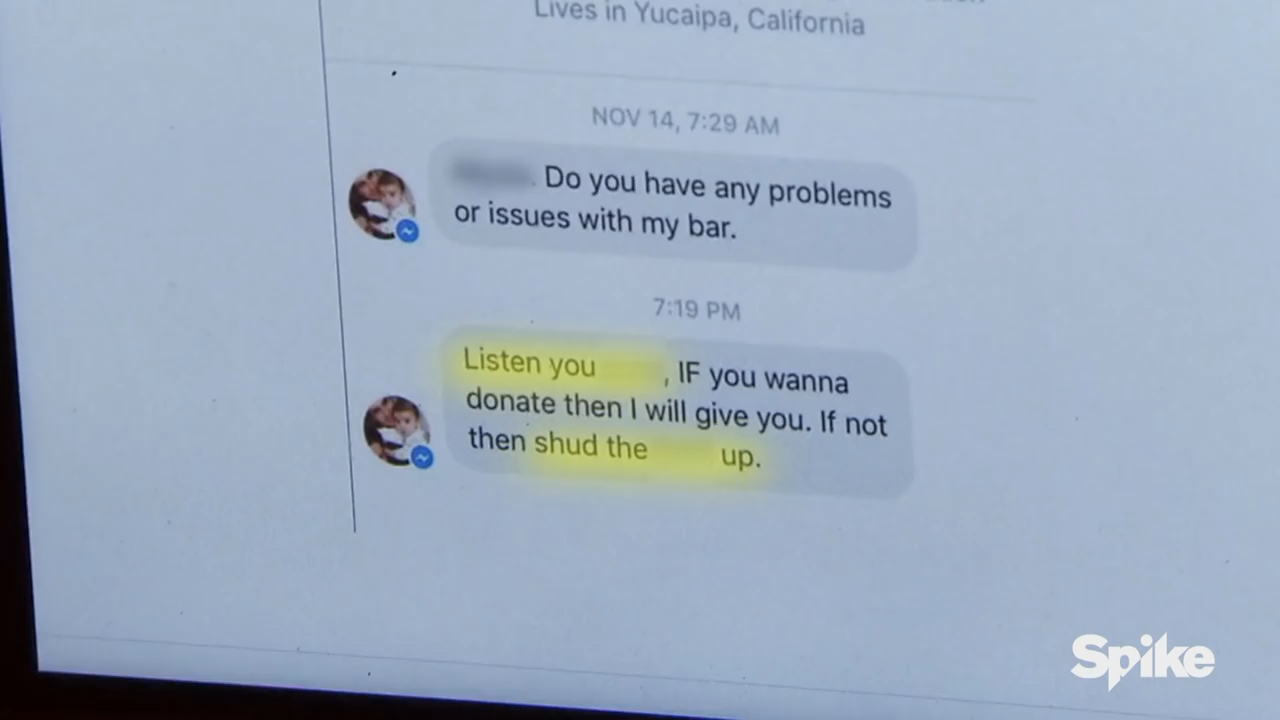 Lives in Yucaipa, California
NOV 14, 7:29 AM
. Do you have any problems
or issues with my bar.
7:19 PM
Listen you , IF you wanna
donate then I will give you. If not
then shud the up.
Spike